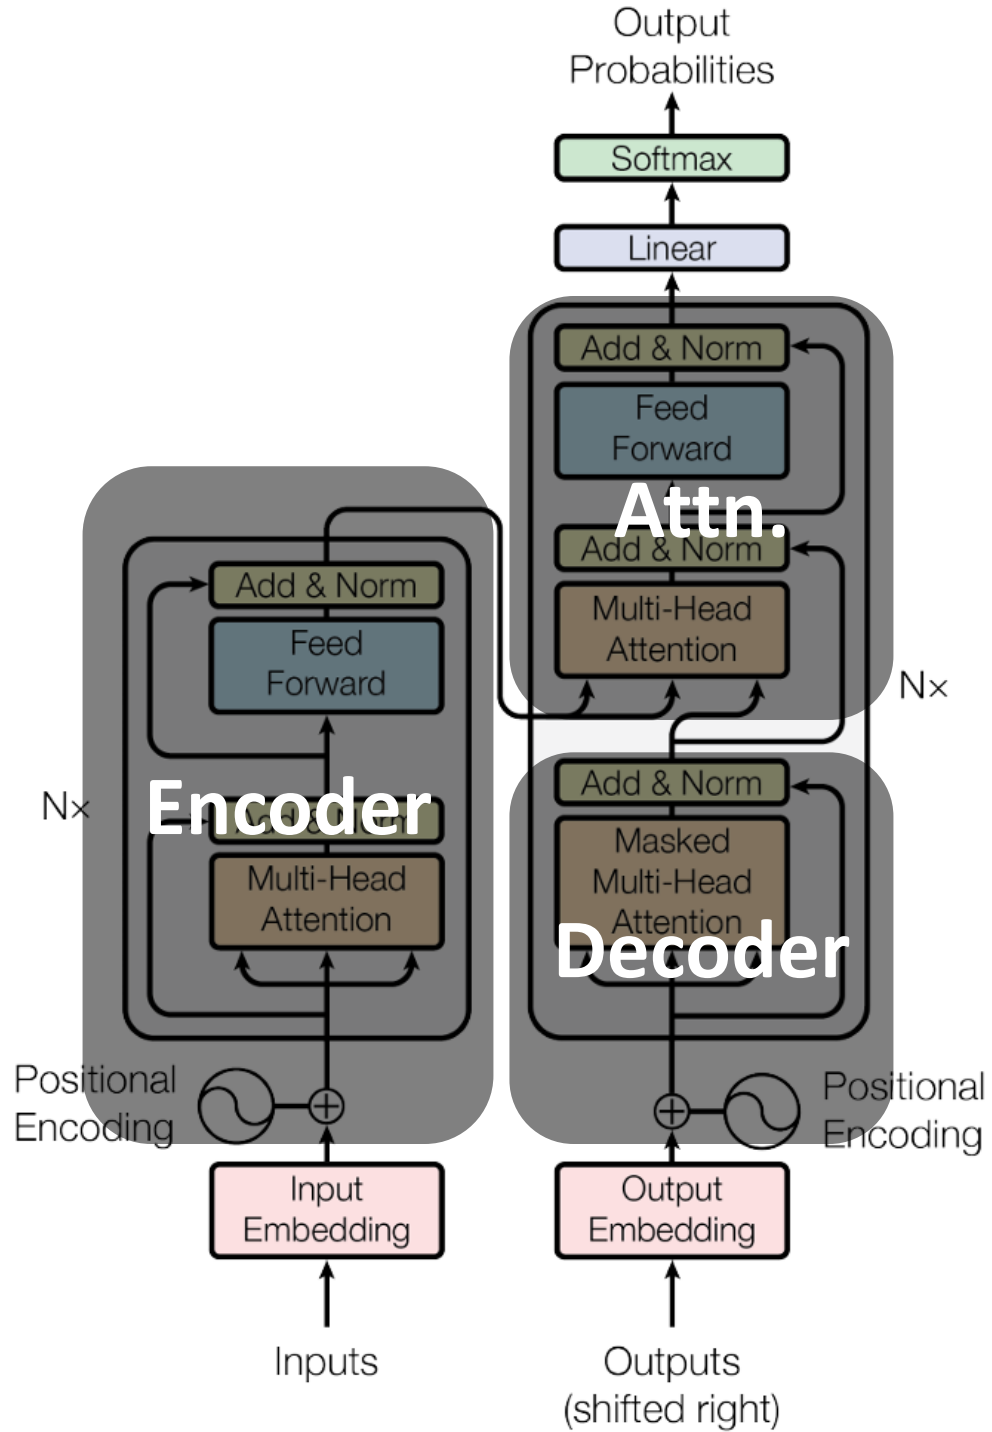 Output
Probabilities
Softmax
Linear
Add & Norm
Feed
Forward
Attn.
Add & Norm
Multi-Head
Attention
Nx
Add & Norm
Masked
Multi-Head
Attention
Decoder
Positional
Encoding
Output
Embedding
Outputs
(shifted right)
Add & Norm
Feed
Forward
Nx
Encoder
Add & Norm
Multi-Head
Attention
Positional
Encoding
Input
Embedding
Inputs